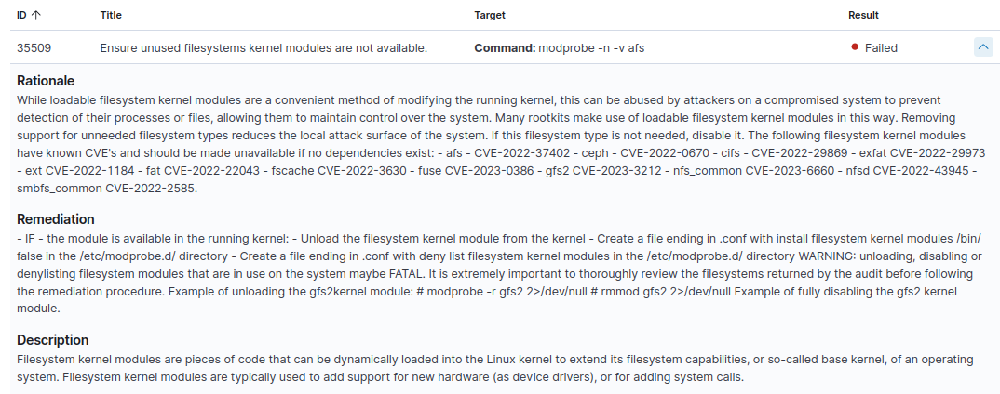 ID ↑ Title Target Result
35509 Ensure unused filesystems kernel modules are not available. Command: modprobe -n -v afs Failed
Rationale
While loadable filesystem kernel modules are a convenient method of modifying the running kernel, this can be abused by attackers on a compromised system to prevent
detection of their processes or files, allowing them to maintain control over the system. Many rootkits make use of loadable filesystem kernel modules in this way. Removing
support for unneeded filesystem types reduces the local attack surface of the system. If this filesystem type is not needed, disable it. The following filesystem kernel modules
have known CVE's and should be made unavailable if no dependencies exist: - afs - CVE-2022-37402 - ceph - CVE-2022-0670 - cifs - CVE-2022-29869 - exfat CVE-2022-29973
- ext CVE-2022-1184 - fat CVE-2022-22043 - fscache CVE-2022-3630 - fuse CVE-2023-0386 - gfs2 CVE-2023-3212 - nfs_common CVE-2023-6660 - nfsd CVE-2022-43945 -
smbfs_common CVE-2022-2585.
Remediation
- IF - the module is available in the running kernel: - Unload the filesystem kernel module from the kernel - Create a file ending in .conf with install filesystem kernel modules /bin/
false in the /etc/modprobe.d/ directory - Create a file ending in .conf with deny list filesystem kernel modules in the /etc/modprobe.d/ directory WARNING: unloading, disabling or
denylisting filesystem modules that are in use on the system maybe FATAL. It is extremely important to thoroughly review the filesystems returned by the audit before following
the remediation procedure. Example of unloading the gfs2kernel module: # modprobe -r gfs2 2>/dev/null # rmmod gfs2 2>/dev/null Example of fully disabling the gfs2 kernel
module.
Description
Filesystem kernel modules are pieces of code that can be dynamically loaded into the Linux kernel to extend its filesystem capabilities, or so-called base kernel, of an operating
system. Filesystem kernel modules are typically used to add support for new hardware (as device drivers), or for adding system calls.